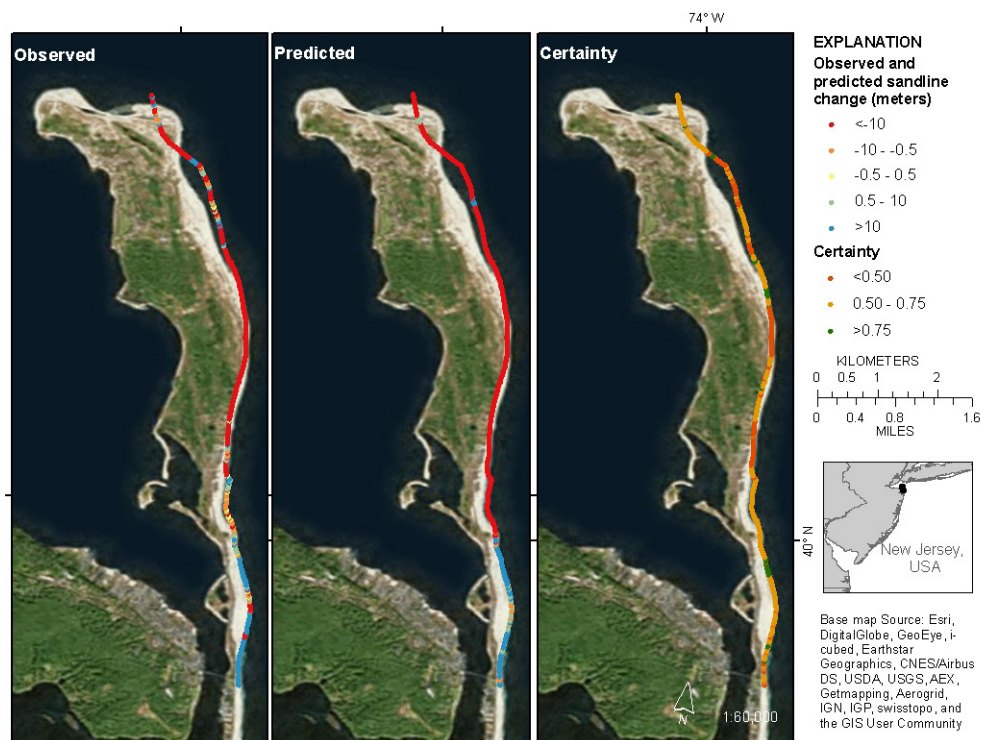 74° W
Observed
Predicted
Certainty
EXPLANATION
Observed and
predicted sandline
change (meters)
<-10
-10 - -0.5
-0.5 - 0.5
0.5 - 10
>10
Certainty
<0.50
0.50 - 0.75
>0.75
KILOMETERS
0 0.5 1 2
0 0.4 0.8 1.6
MILES
40° N
New Jersey,
USA
N
1:60,000
Base map Source: Esri,
DigitalGlobe, GeoEye, i-
cubed, Earthstar
Geographics, CNES/Airbus
DS, USDA, USGS, AEX,
Getmapping, Aerogrid,
IGN, IGP, swisstopo, and
the GIS User Community